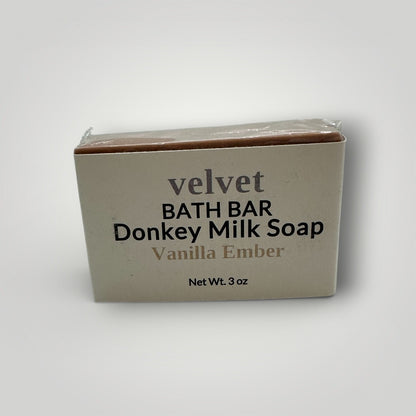 velvet
BATH BAR
Donkey Milk Soap
Vanilla Ember
Net Wt. 3 oz